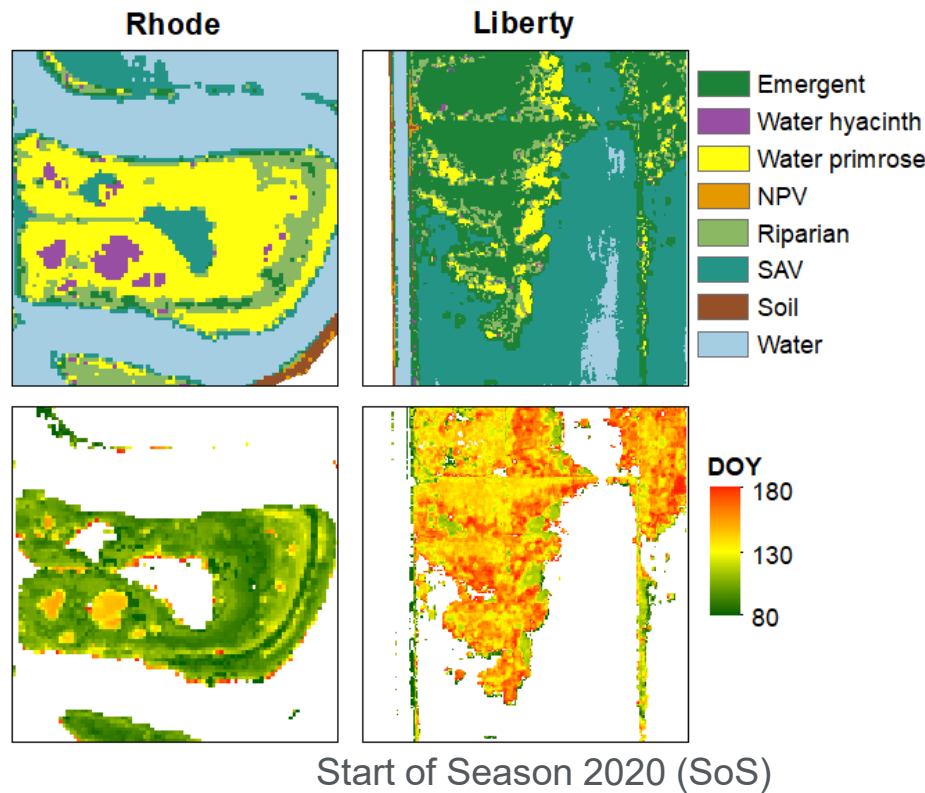 Rhode
Liberty
Emergent
Water hyacinth
Water primrose
NPV
Riparian
SAV
Soil
Water
DOY
180
130
80
Start of Season 2020 (SoS)